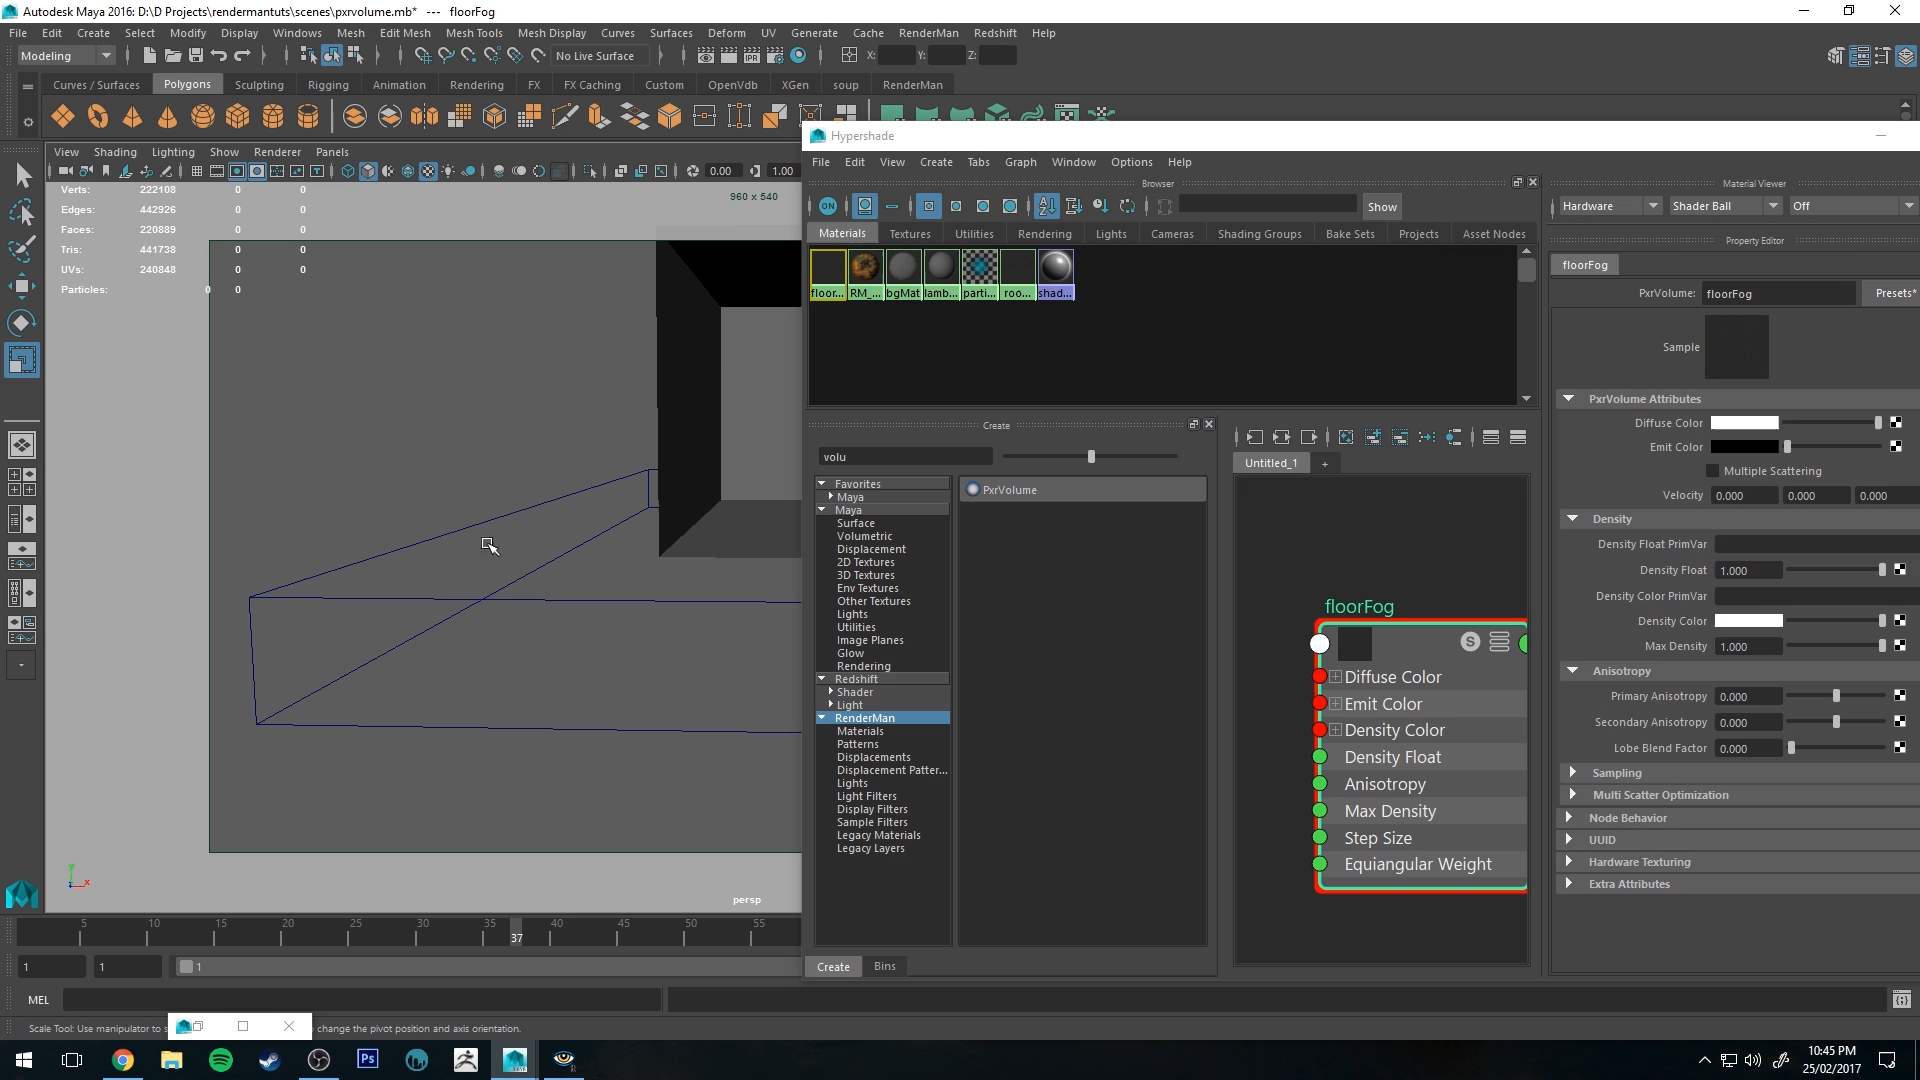 Autodesk Maya 2016: D:\D Projects\rendermantuts\scenes\pxrvolume.mb* --- floorFog
File Edit Create Select Modify Display Windows Mesh Edit Mesh Mesh Tools Mesh Display Curves Surfaces Deform UV Generate Cache RenderMan Redshift Help
Modeling No Live Surface X: Y: Z:
Curves / Surfaces Polygons Sculpting Rigging Animation Rendering FX FX Caching Custom OpenVdb XGen soup RenderMan
View Shading Lighting Show Renderer Panels
0.00 1.00
Verts: 222108 0 0
Edges: 442926 0 0
Faces: 220889 0 0
Tris: 441738 0 0
UVs: 240848 0 0
Particles: 0 0
960 x 540
persp
Hypershade
File Edit View Create Tabs Graph Window Options Help
Browser
ON Show
Materials Textures Utilities Rendering Lights Cameras Shading Groups Bake Sets Projects Asset Nodes
floor... RM_... bgMat lamb... parti... roo... shad...
Create
volu
Favorites
Maya
Maya
Surface
Volumetric
Displacement
2D Textures
3D Textures
Env Textures
Other Textures
Lights
Utilities
Image Planes
Glow
Rendering
Redshift
Shader
Light
RenderMan
Materials
Patterns
Displacements
Displacement Patter...
Lights
Light Filters
Display Filters
Sample Filters
Legacy Materials
Legacy Layers
PxrVolume
Create Bins
Untitled_1 +
floorFog
S
Diffuse Color
Emit Color
Density Color
Density Float
Anisotropy
Max Density
Step Size
Equiangular Weight
Material Viewer
Hardware Shader Ball Off
Property Editor
floorFog
PxrVolume: floorFog Presets*
Sample
PxrVolume Attributes
Diffuse Color
Emit Color
Multiple Scattering
Velocity 0.000 0.000 0.000
Density
Density Float PrimVar
Density Float 1.000
Density Color PrimVar
Density Color
Max Density 1.000
Anisotropy
Primary Anisotropy 0.000
Secondary Anisotropy 0.000
Lobe Blend Factor 0.000
Sampling
Multi Scatter Optimization
Node Behavior
UUID
Hardware Texturing
Extra Attributes
5 10 15 20 25 30 35 40 45 50 55
37
1 1 1
MEL
Scale Tool: Use manipulator to s
change the pivot position and axis orientation.
Ps
10:45 PM
25/02/2017